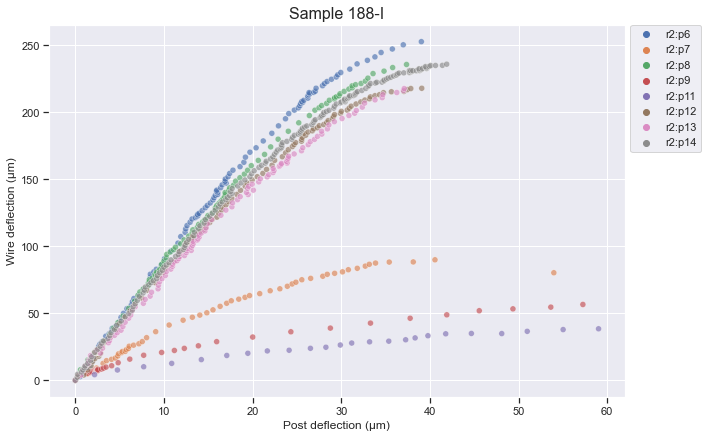 Sample 188-I
Wire deflection (μm)
250
200
150
100
50
0
0 10 20 30 40 50 60
Post deflection (μm)
r2:p6
r2:p7
r2:p8
r2:p9
r2:p11
r2:p12
r2:p13
r2:p14